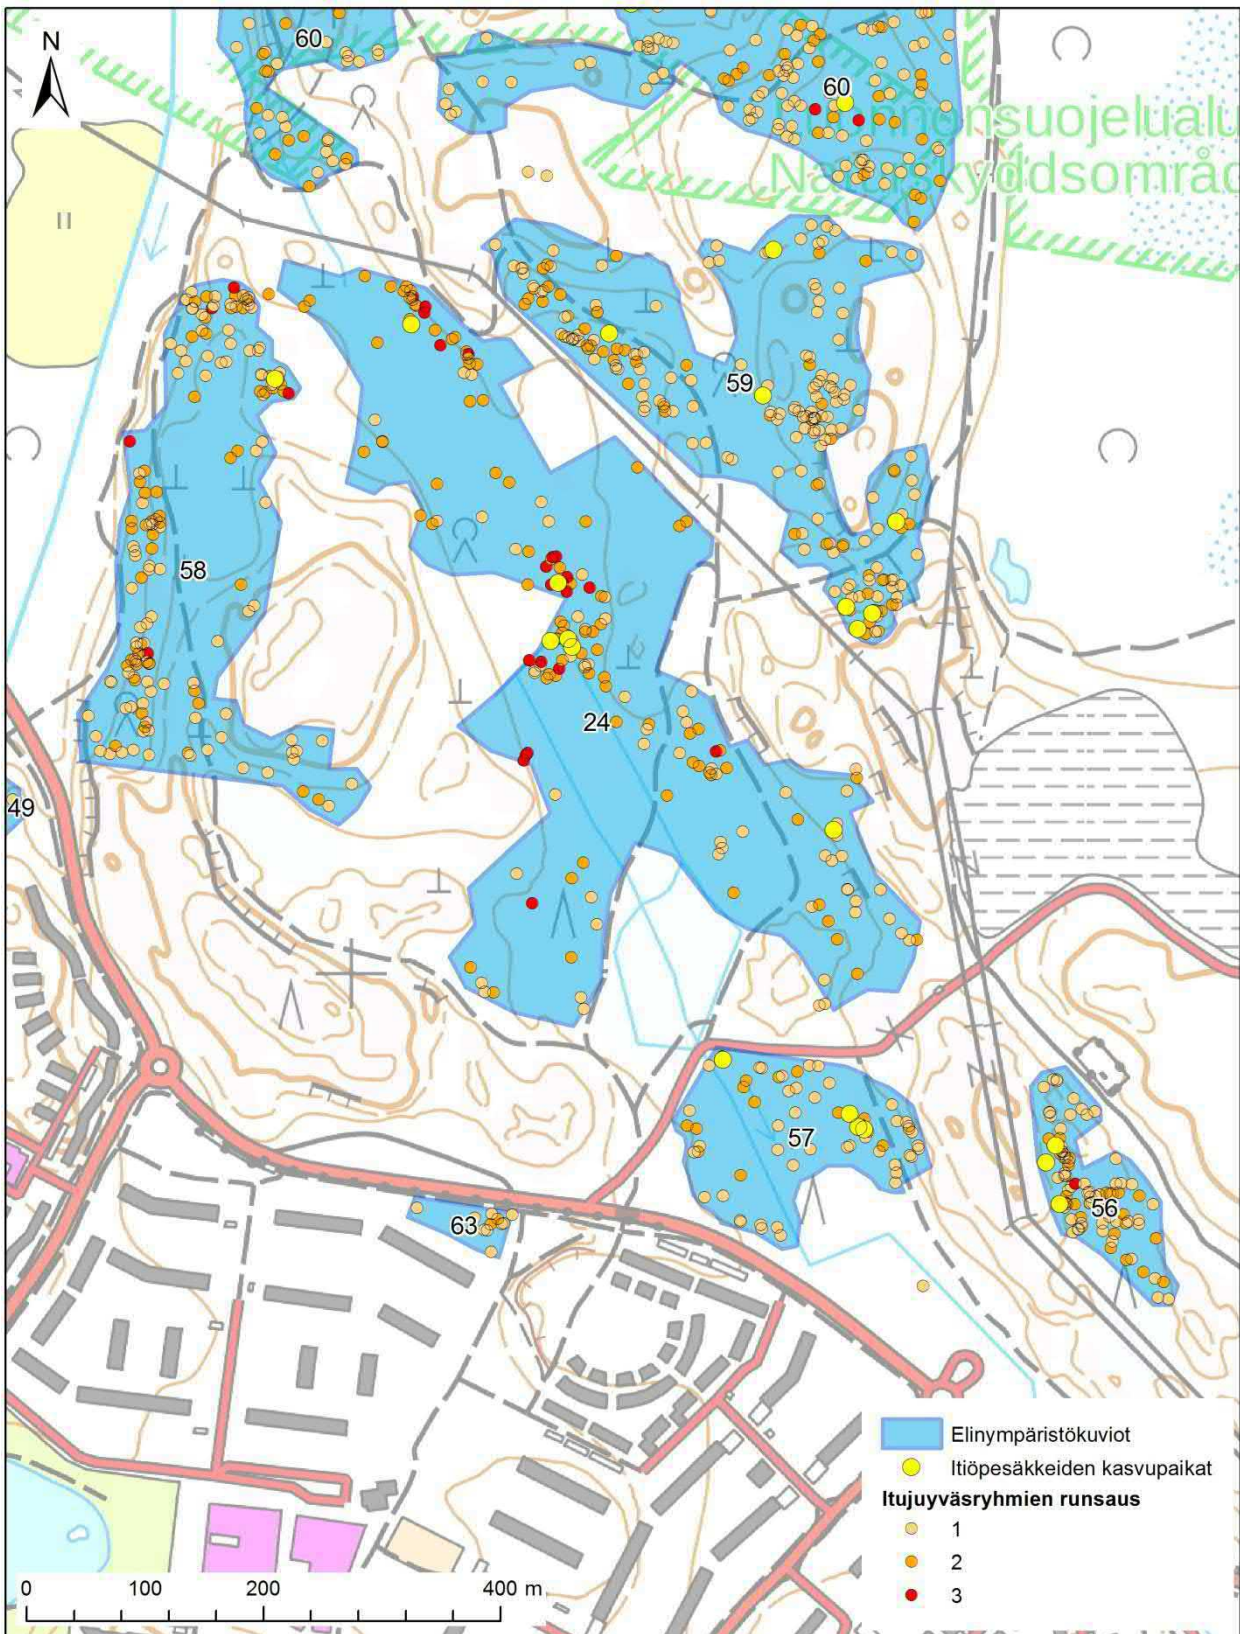 N
60
60
Luonnonsuojelualu
Naturskyddsområd
59
58
24
49
57
56
63
Elinympäristökuviot
Itiöpesäkkeiden kasvupaikat
Itujuyväsryhmien runsaus
1
2
3
0 100 200 400 m